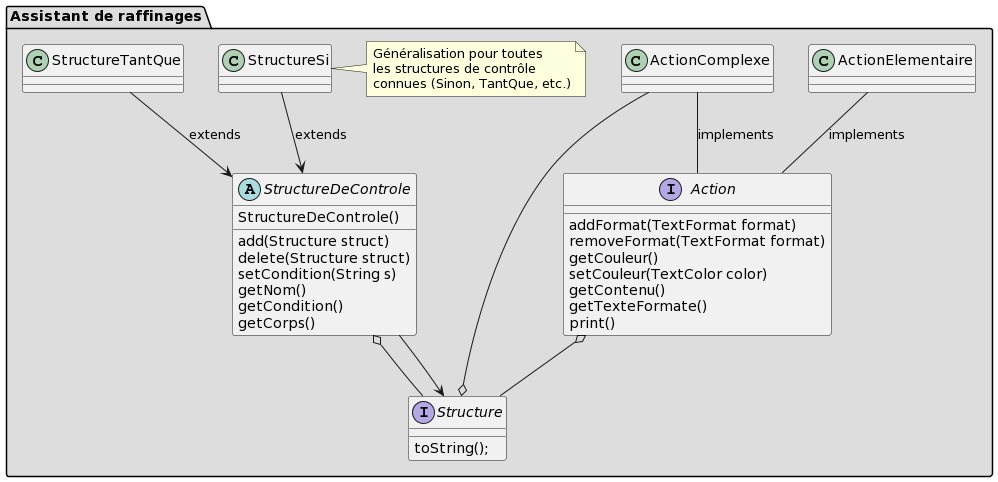 Assistant de raffinages
C StructureTantQue
C StructureSi
Généralisation pour toutes
les structures de contrôle
connues (Sinon, TantQue, etc.)
C ActionComplexe
C ActionElementaire
extends
extends
implements
implements
A StructureDeControle
StructureDeControle()
add(Structure struct)
delete(Structure struct)
setCondition(String s)
getNom()
getCondition()
getCorps()
I Action
addFormat(TextFormat format)
removeFormat(TextFormat format)
getCouleur()
setCouleur(TextColor color)
getContenu()
getTexteFormate()
print()
I Structure
toString();